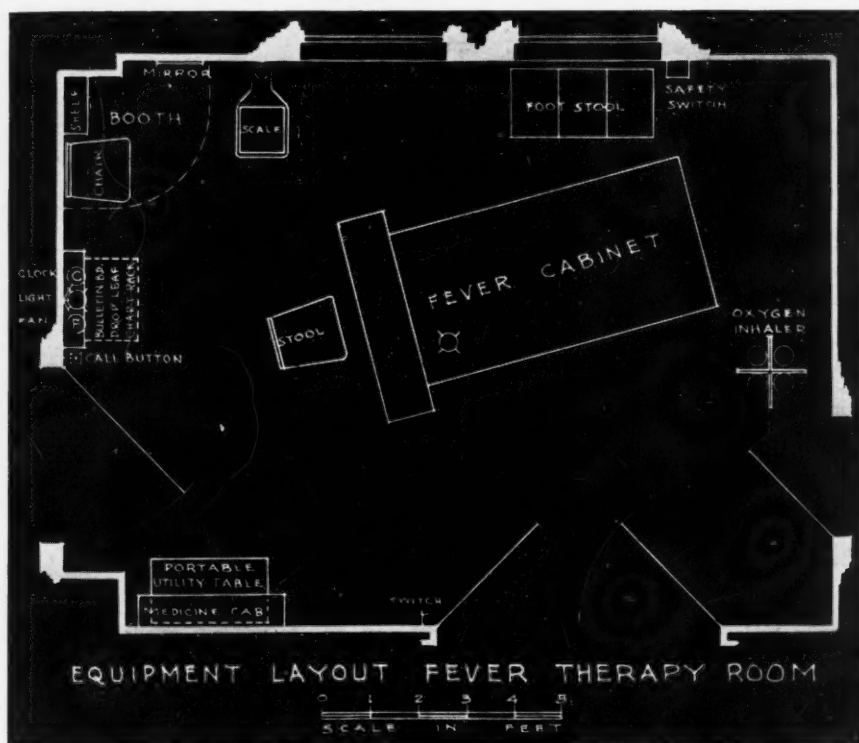 MIRROR
SHELF
BOOTH
CHAIR
SCALE
FOOT STOOL
SAFETY
SWITCH
CLOCK
LIGHT
FAN
C
F
BULLETIN BD.
DROP LEAF
CHART RACK
CALL BUTTON
STOOL
FEVER CABINET
OXYGEN
INHALER
PORTABLE
UTILITY TABLE
MEDICINE CAB
SWITCH
EQUIPMENT LAYOUT FEVER THERAPY ROOM
0 1 2 3 4 5
SCALE IN FEET